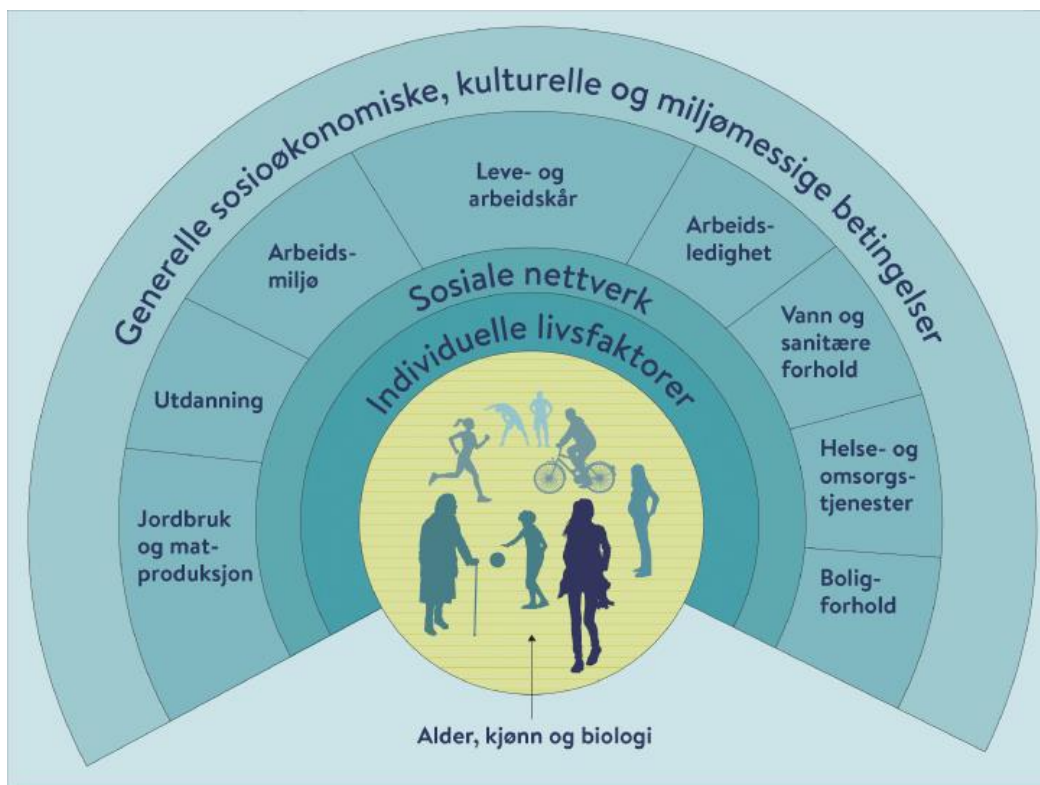 Generelle sosioøkonomiske, kulturelle og miljømessige betingelser
Leve- og
arbeidskår
Arbeids-
miljø
Arbeids-
ledighet
Sosiale nettverk
Vann og
sanitære
forhold
Individuelle livsfaktorer
Utdanning
Helse- og
omsorgs-
tjenester
Jordbruk
og mat-
produksjon
Bolig-
forhold
Alder, kjønn og biologi